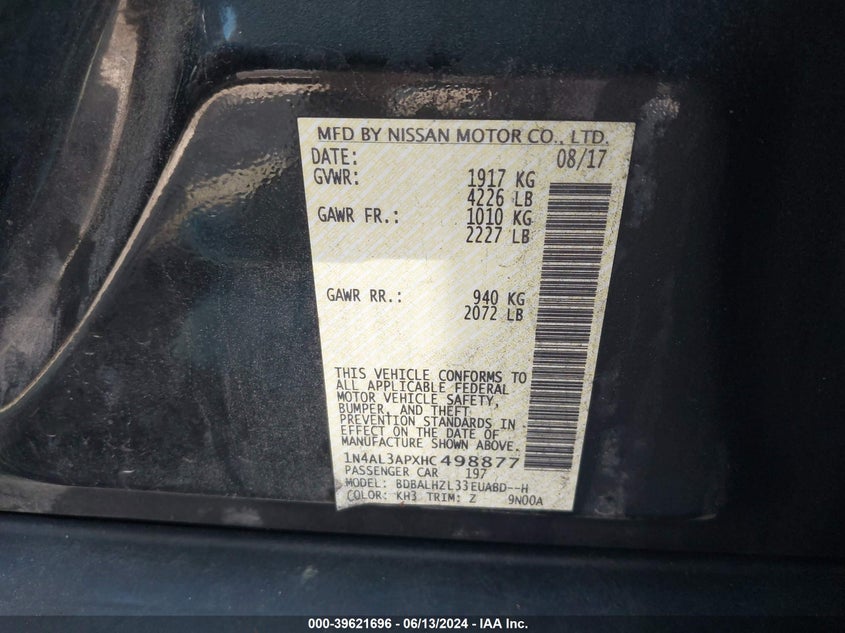 MFD BY NISSAN MOTOR CO., LTD.
DATE: 08/17
GVWR: 1917 KG
4226 LB
GAWR FR.: 1010 KG
2227 LB
GAWR RR.: 940 KG
2072 LB
THIS VEHICLE CONFORMS TO
ALL APPLICABLE FEDERAL
MOTOR VEHICLE SAFETY,
BUMPER, AND THEFT
PREVENTION STANDARDS IN
EFFECT ON THE DATE OF
MANUFACTURE SHOWN ABOVE.
1N4AL3APXHC498877
PASSENGER CAR 197
MODEL: BDBALHZL33EUABD--H
COLOR: KH3 TRIM: Z 9N00A
000-39621696 - 06/13/2024 - IAA Inc.